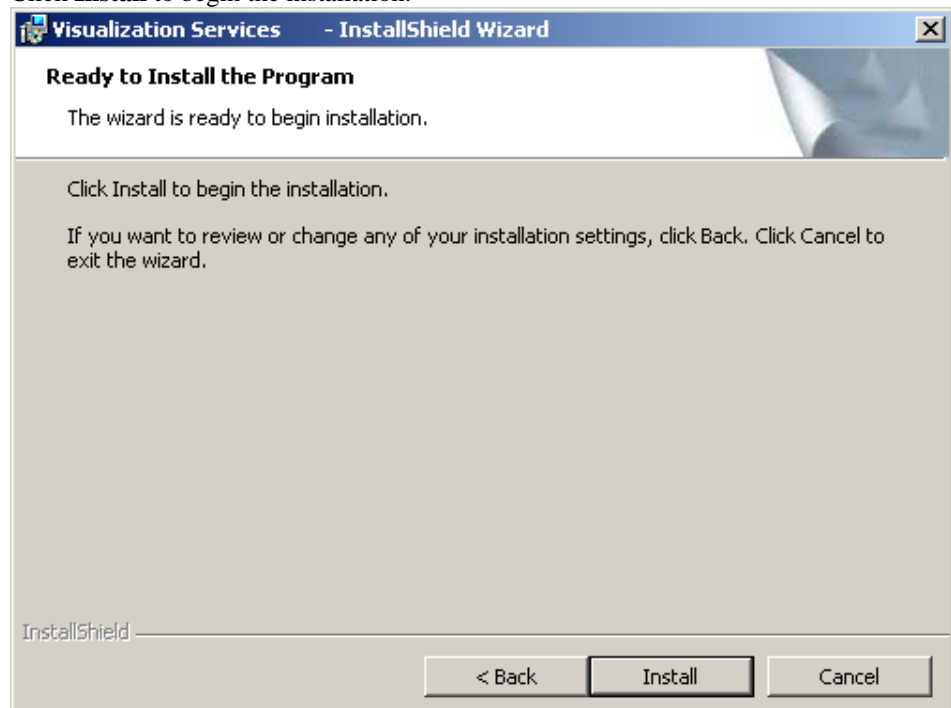 Click Install to begin the installation.
Visualization Services - InstallShield Wizard
Ready to Install the Program
The wizard is ready to begin installation.
Click Install to begin the installation.
If you want to review or change any of your installation settings, click Back. Click Cancel to
exit the wizard.
InstallShield
< Back Install Cancel